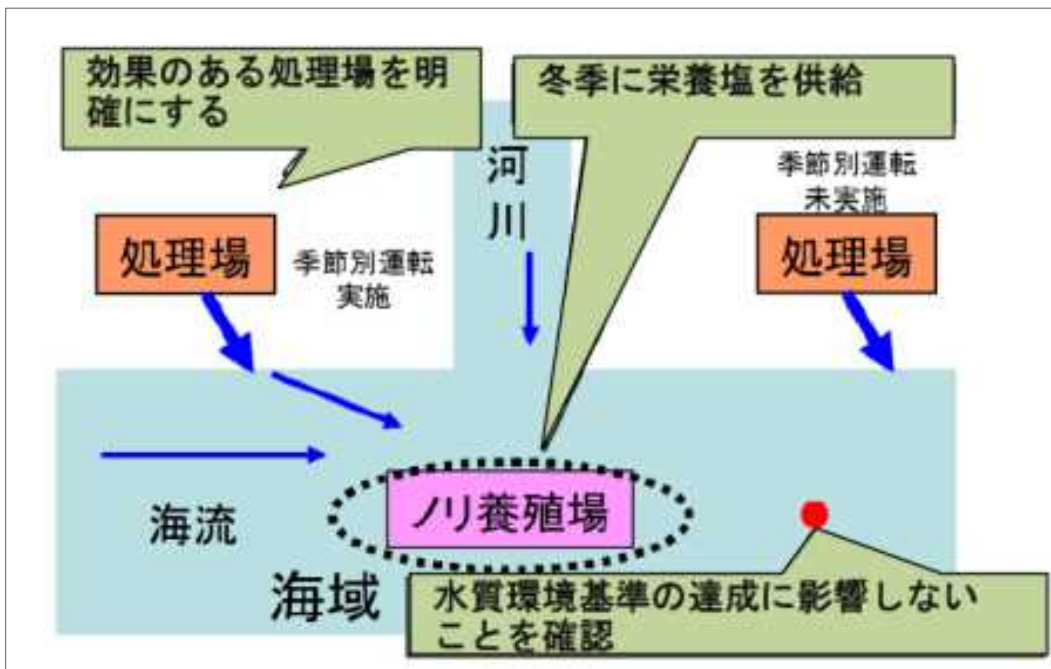 効果のある処理場を明
確にする
冬季に栄養塩を供給
河
川
季節別運転
未実施
処理場
季節別運転
実施
処理場
海流
ノリ養殖場
海域
水質環境基準の達成に影響しない
ことを確認